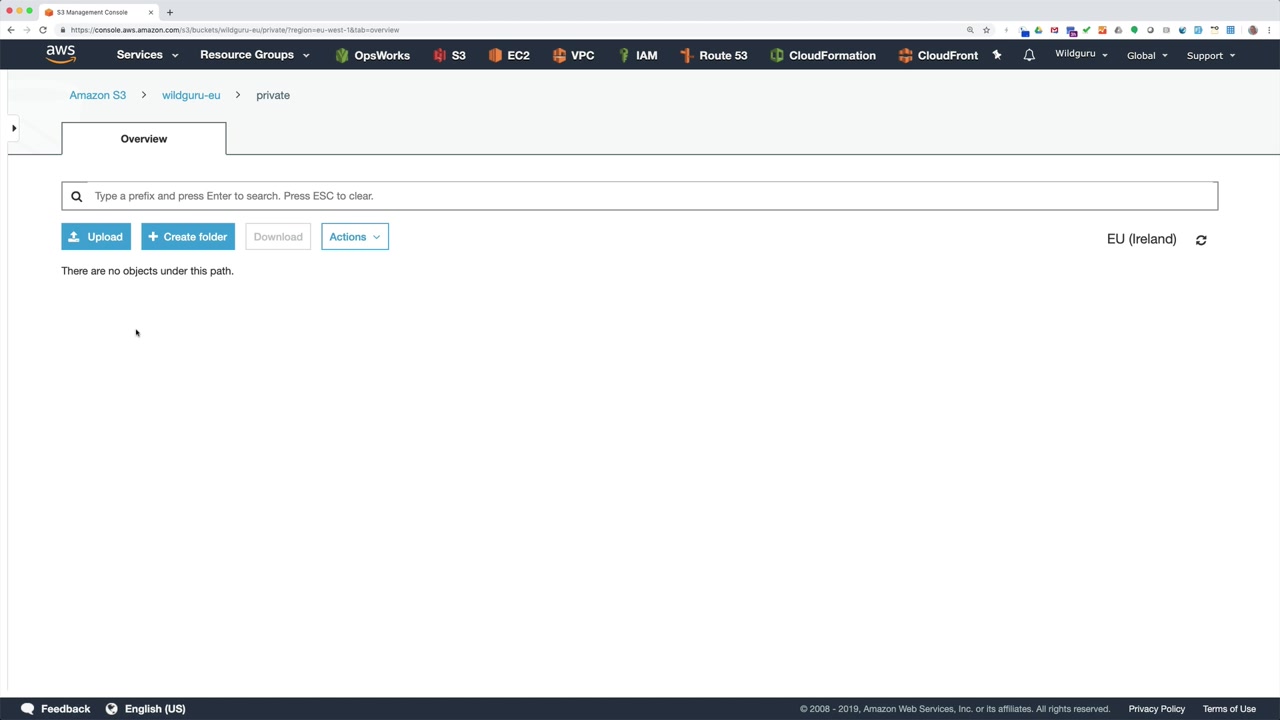 S3 Management Console
https://console.aws.amazon.com/s3/buckets/wildguru-eu/private/?region=eu-west-1&tab=overview
aws Services Resource Groups OpsWorks S3 EC2 VPC IAM Route 53 CloudFormation CloudFront Wildguru Global Support
Amazon S3 > wildguru-eu > private
Overview
Type a prefix and press Enter to search. Press ESC to clear.
Upload + Create folder Download Actions EU (Ireland)
There are no objects under this path.
Feedback English (US) © 2008 - 2019, Amazon Web Services, Inc. or its affiliates. All rights reserved. Privacy Policy Terms of Use